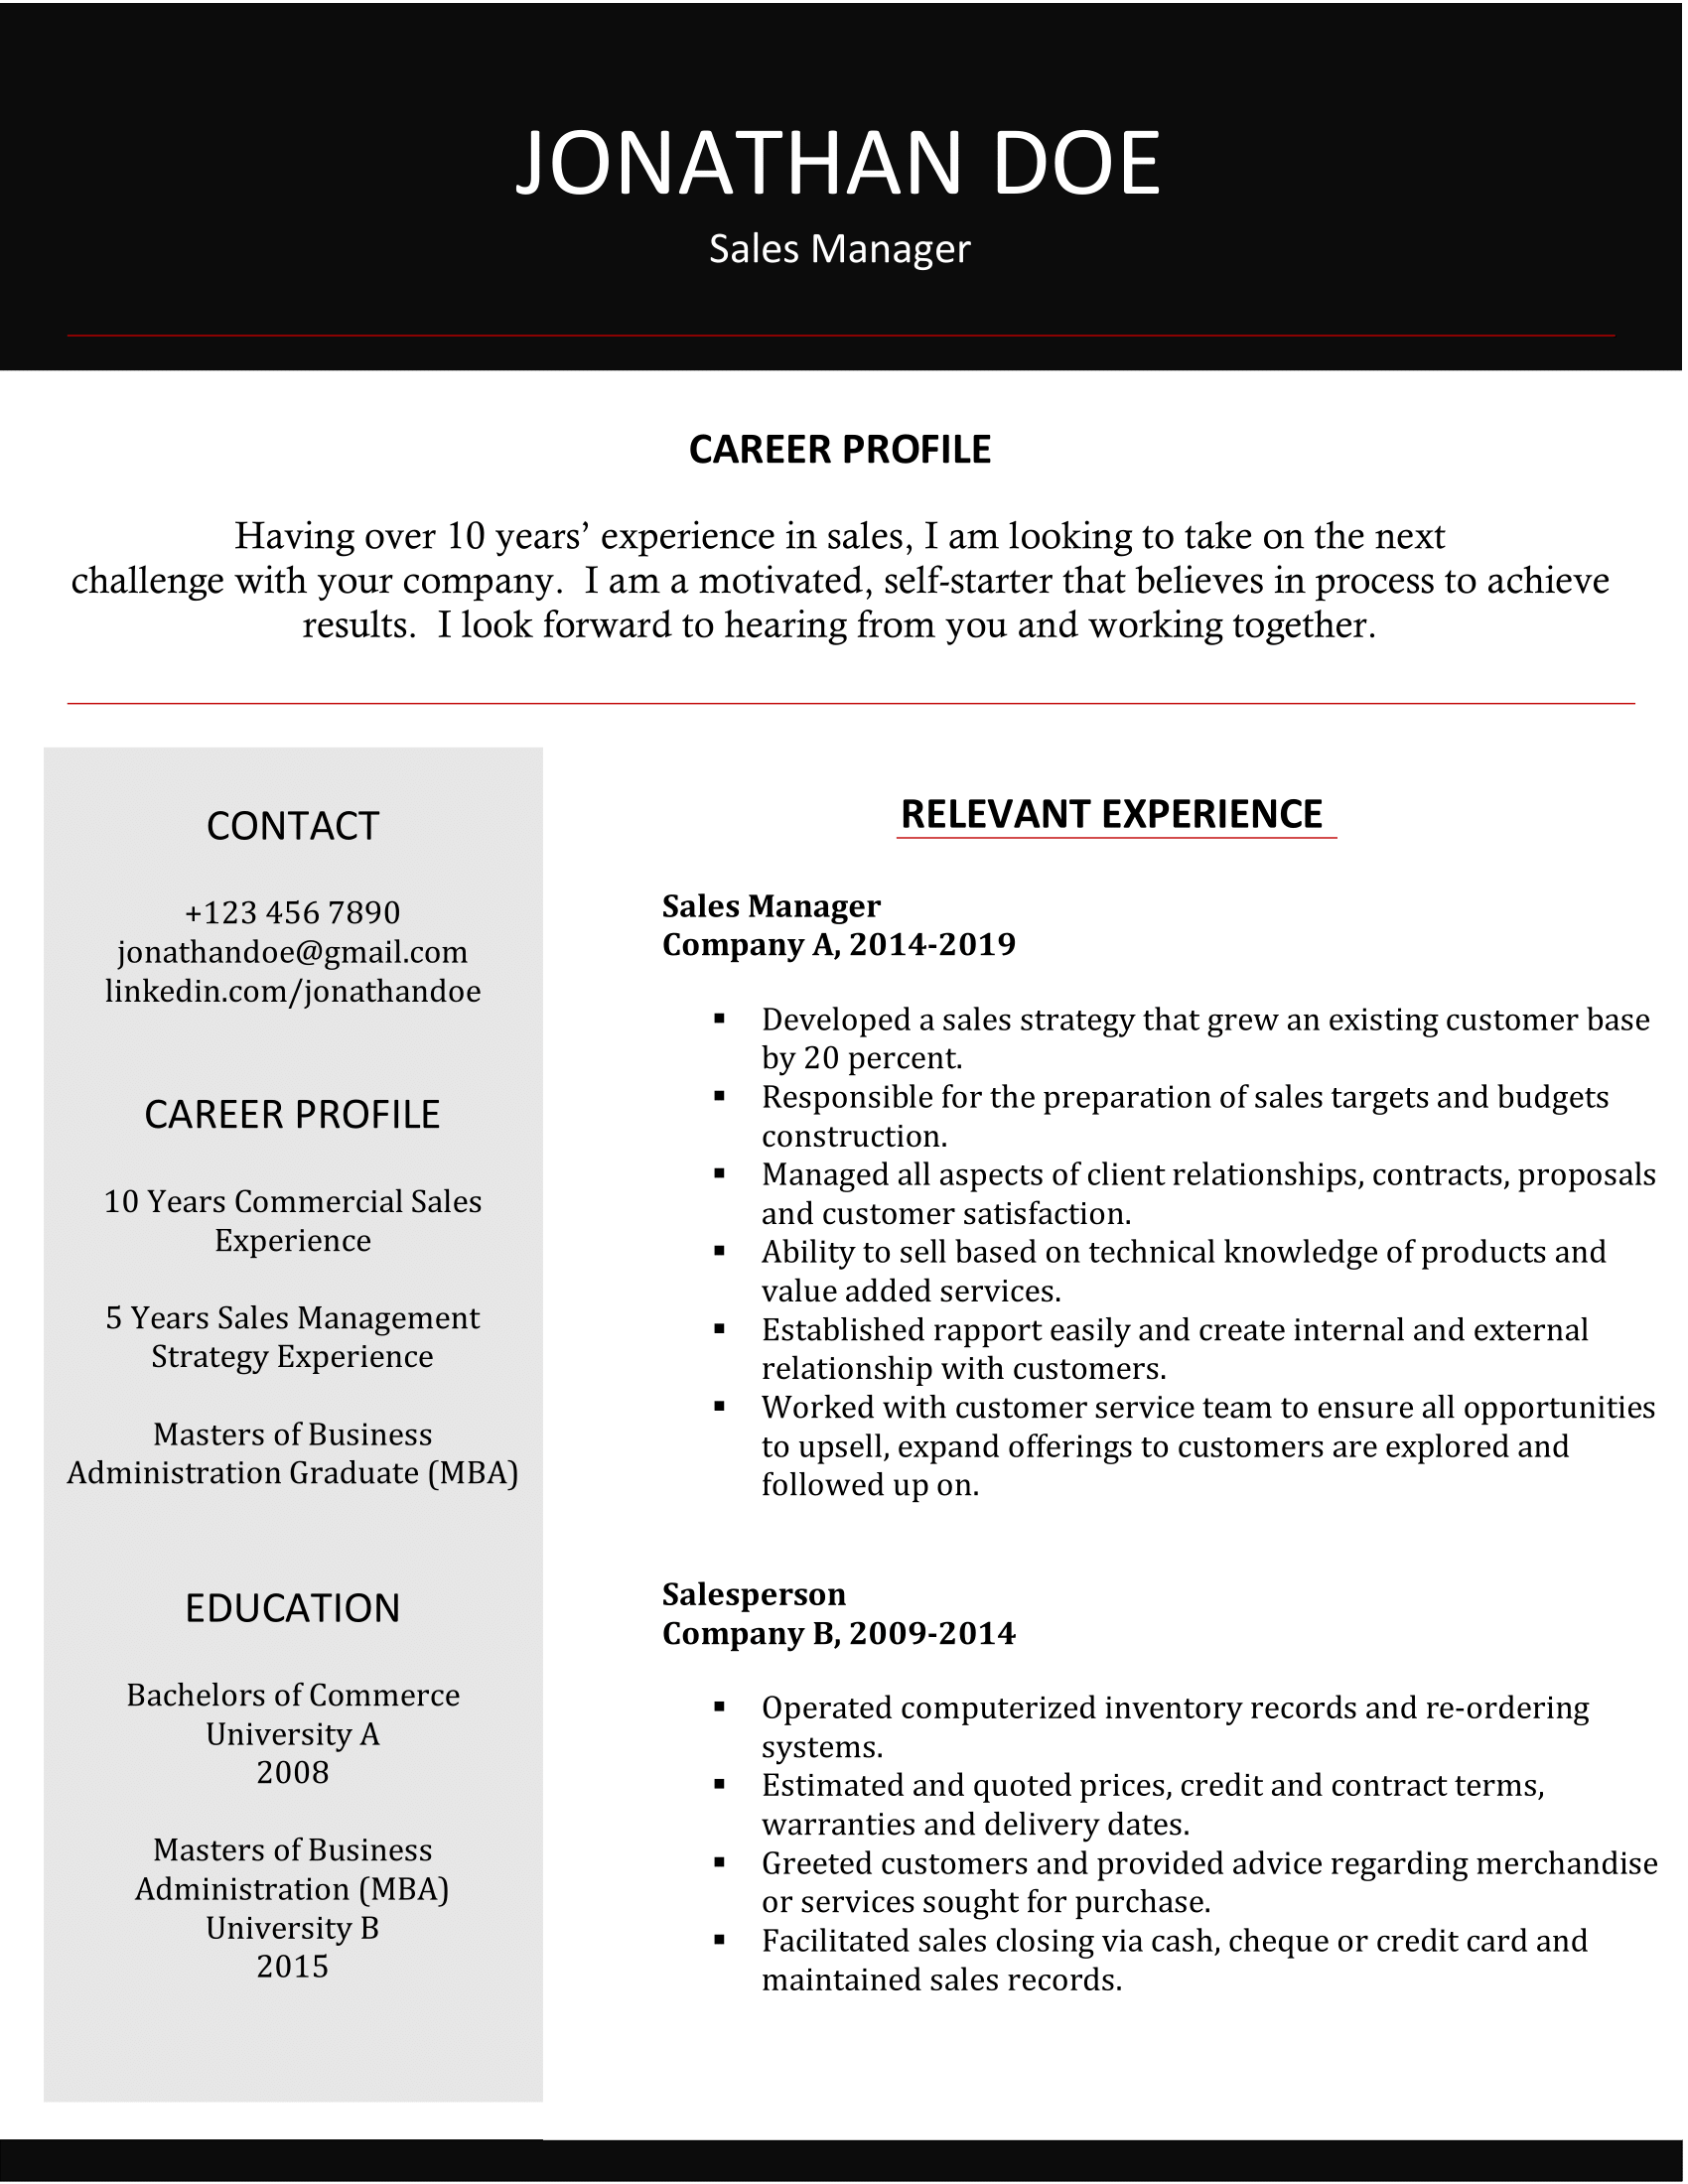 JONATHAN DOE
Sales Manager
CAREER PROFILE
Having over 10 years’ experience in sales, I am looking to take on the next
challenge with your company.  I am a motivated, self-starter that believes in process to achieve
results.  I look forward to hearing from you and working together.
CONTACT
+123 456 7890
jonathandoe@gmail.com
linkedin.com/jonathandoe
CAREER PROFILE
10 Years Commercial Sales
Experience
5 Years Sales Management
Strategy Experience
Masters of Business
Administration Graduate (MBA)
EDUCATION
Bachelors of Commerce
University A
2008
Masters of Business
Administration (MBA)
University B
2015
RELEVANT EXPERIENCE
Sales Manager
Company A, 2014-2019
▪ Developed a sales strategy that grew an existing customer base
by 20 percent.
▪ Responsible for the preparation of sales targets and budgets
construction.
▪ Managed all aspects of client relationships, contracts, proposals
and customer satisfaction.
▪ Ability to sell based on technical knowledge of products and
value added services.
▪ Established rapport easily and create internal and external
relationship with customers.
▪ Worked with customer service team to ensure all opportunities
to upsell, expand offerings to customers are explored and
followed up on.
Salesperson
Company B, 2009-2014
▪ Operated computerized inventory records and re-ordering
systems.
▪ Estimated and quoted prices, credit and contract terms,
warranties and delivery dates.
▪ Greeted customers and provided advice regarding merchandise
or services sought for purchase.
▪ Facilitated sales closing via cash, cheque or credit card and
maintained sales records.